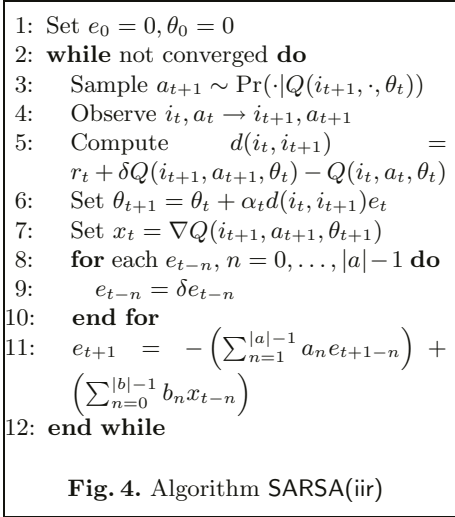 1: Set e_0 = 0, θ_0 = 0
2: while not converged do
3: Sample a_{t+1} ∼ Pr(·|Q(i_{t+1}, ·, θ_t))
4: Observe i_t, a_t → i_{t+1}, a_{t+1}
5: Compute d(i_t, i_{t+1}) =
r_t + δQ(i_{t+1}, a_{t+1}, θ_t) − Q(i_t, a_t, θ_t)
6: Set θ_{t+1} = θ_t + α_t d(i_t, i_{t+1})e_t
7: Set x_t = ∇Q(i_{t+1}, a_{t+1}, θ_{t+1})
8: for each e_{t−n}, n = 0, . . . , |a|−1 do
9: e_{t−n} = δe_{t−n}
10: end for
11: e_{t+1} = − (∑_{n=1}^{|a|−1} a_n e_{t+1−n}) +
(∑_{n=0}^{|b|−1} b_n x_{t−n})
12: end while
Fig. 4. Algorithm SARSA(iir)